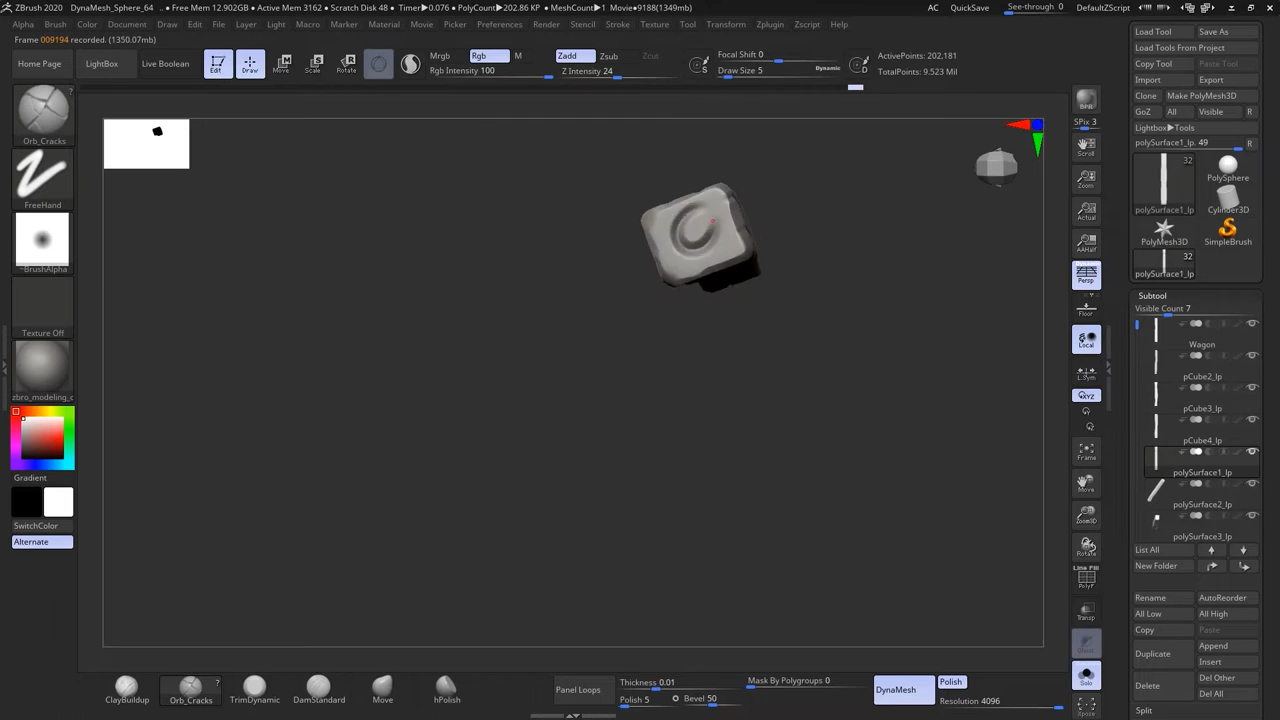 ZBrush 2020 DynaMesh_Sphere_64 • Free Mem 12.902GB • Active Mem 3162 • Scratch Disk 48 • Timer▶0.076 • PolyCount▶202.86 KP • MeshCount▶1 Movie•9188(1349mb) AC QuickSave See-through 0 DefaultZScript
Alpha Brush Color Document Draw Edit File Layer Light Macro Marker Material Movie Picker Preferences Render Stencil Stroke Texture Tool Transform Zplugin Zscript Help
Frame 009194 recorded. (1350.07mb)
Home Page LightBox Live Boolean Edit Draw Move Scale Rotate
Mrgb Rgb M
Rgb Intensity 100
Zadd Zsub Zcut
Z Intensity 24
Focal Shift 0
Draw Size 5 Dynamic
S D
ActivePoints: 202.181
TotalPoints: 9.523 Mil
Orb_Cracks
FreeHand
~BrushAlpha
Texture Off
zbro_modeling_c
Gradient
SwitchColor
Alternate
BPR
SPix 3
Scroll
Zoom
Actual
AAHalf
Persp
Floor
Local
L.Sym
XYZ
Frame
Move
Zoom3D
Rotate
Line Fill
PolyF
Transp
Solo
Xpose
Load Tool Save As
Load Tools From Project
Copy Tool Paste Tool
Import Export
Clone Make PolyMesh3D
GoZ All Visible R
Lightbox▶Tools
polySurface1_lp. 49 R
32
PolySphere
polySurface1_lp Cylinder3D
PolyMesh3D SimpleBrush
32
polySurface1_lp
Subtool
Visible Count 7
Wagon
pCube2_lp
pCube3_lp
pCube4_lp
polySurface1_lp
polySurface2_lp
polySurface3_lp
List All
New Folder
Rename AutoReorder
All Low All High
Copy Paste
Duplicate Append
Insert
Delete Del Other
Del All
Split
Claybuildup Orb_Cracks TrimDynamic DamStandard Move hPolish
Panel Loops
Thickness 0.01
Polish 5 Bevel 50
Mask By Polygroups 0
DynaMesh
Polish
Resolution 4096